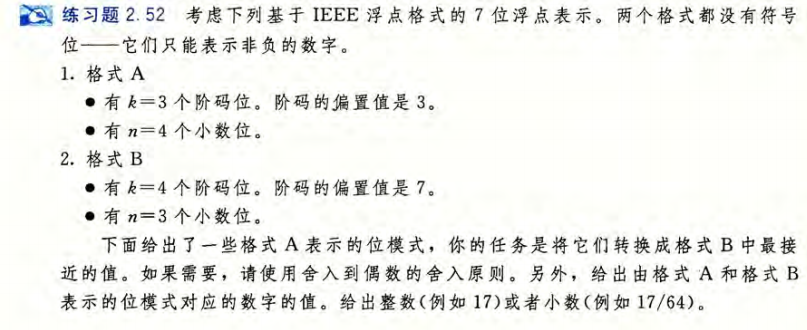 练习题 2.52 考虑下列基于 IEEE 浮点格式的 7 位浮点表示。两个格式都没有符号
位——它们只能表示非负的数字。
1. 格式 A
● 有 k=3 个阶码位。阶码的偏置值是 3。
● 有 n=4 个小数位。
2. 格式 B
● 有 k=4 个阶码位。阶码的偏置值是 7。
● 有 n=3 个小数位。
下面给出了一些格式 A 表示的位模式，你的任务是将它们转换成格式 B 中最接
近的值。如果需要，请使用舍入到偶数的舍入原则。另外，给出由格式 A 和格式 B
表示的位模式对应的数字的值。给出整数(例如 17)或者小数(例如 17/64)。